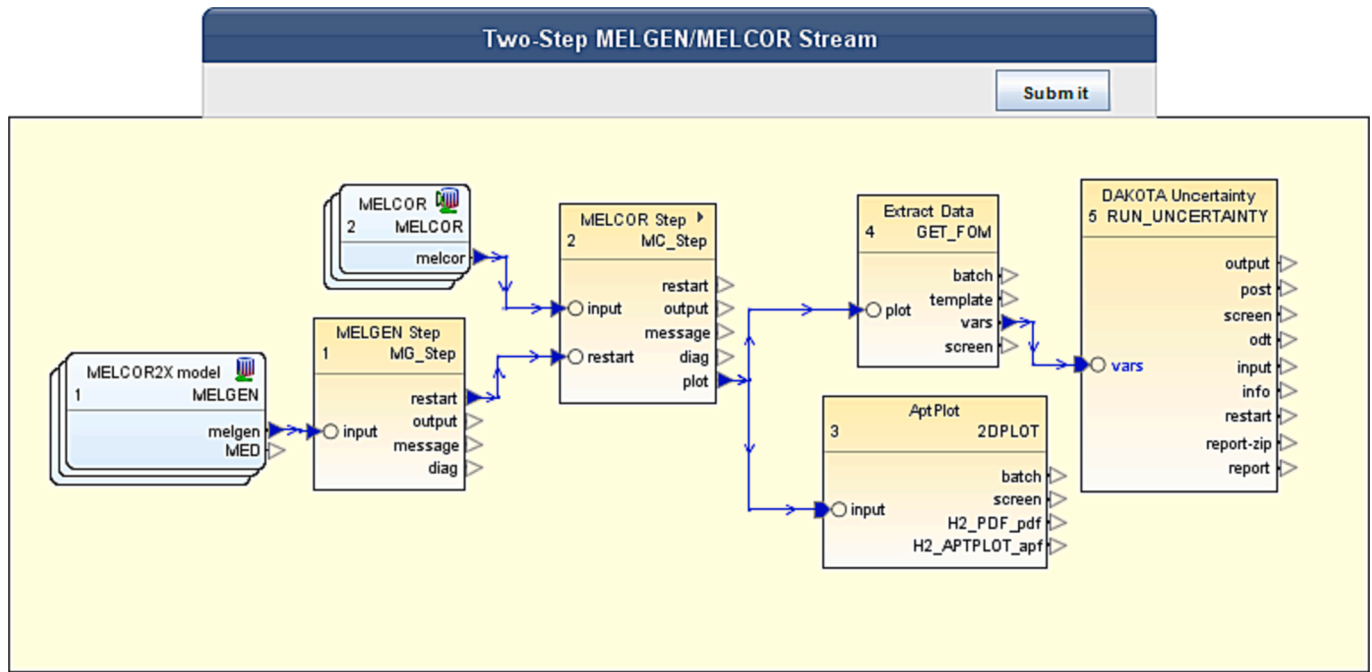 Two-Step MELGEN/MELCOR Stream
Submit
MELCOR2X model
1 MELGEN
melgen
MED
MELCOR
2 MELCOR
melcor
MELGEN Step
1 MG_Step
restart
input
output
message
diag
MELCOR Step
2 MC_Step
restart
input
output
message
restart
diag
plot
Extract Data
4 GET_FOM
batch
template
plot
vars
screen
AptPlot
3 2DPLOT
batch
screen
input
H2_PDF_pdf
H2_APTPLOT_apf
DAKOTA Uncertainty
5 RUN_UNCERTAINTY
output
post
screen
odt
vars
input
info
restart
report-zip
report